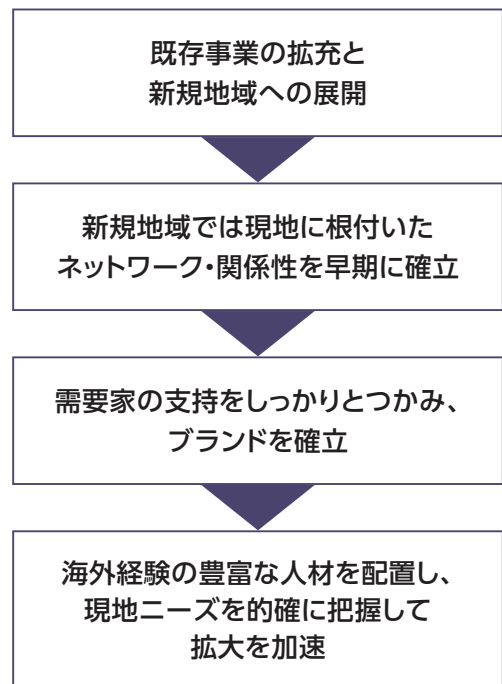 既存事業の拡充と
新規地域への展開
新規地域では現地に根付いた
ネットワーク・関係性を早期に確立
需要家の支持をしっかりとつかみ、
ブランドを確立
海外経験の豊富な人材を配置し、
現地ニーズを的確に把握して
拡大を加速